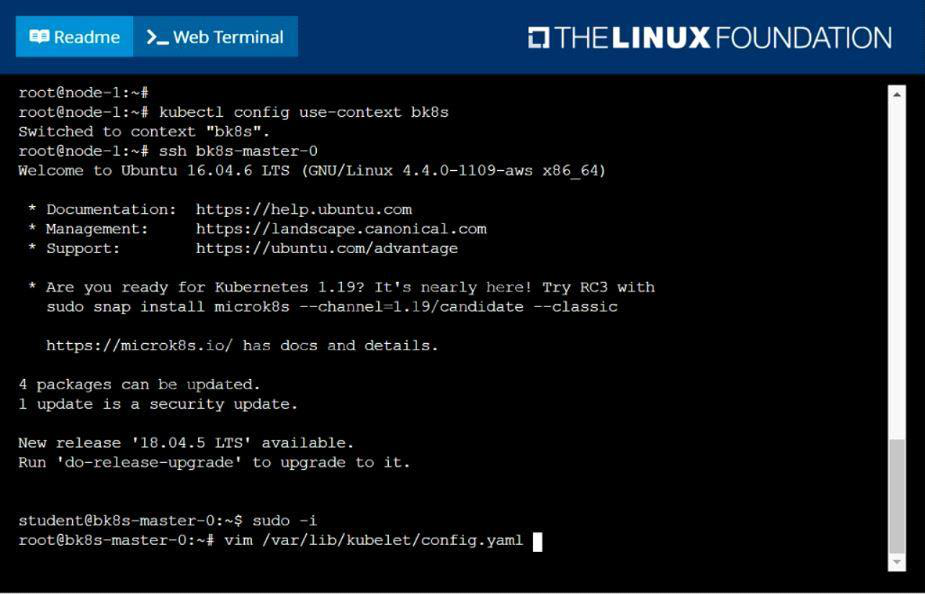 Readme
Web Terminal
THE LINUX FOUNDATION
root@node-1:~#
root@node-1:~# kubectl config use-context bk8s
Switched to context "bk8s".
root@node-1:~# ssh bk8s-master-0
Welcome to Ubuntu 16.04.6 LTS (GNU/Linux 4.4.0-1109-aws x86_64)
* Documentation: https://help.ubuntu.com
* Management: https://landscape.canonical.com
* Support: https://ubuntu.com/advantage
* Are you ready for Kubernetes 1.19? It's nearly here! Try RC3 with
sudo snap install microk8s --channel=1.19/candidate --classic
https://microk8s.io/ has docs and details.
4 packages can be updated.
1 update is a security update.
New release '18.04.5 LTS' available.
Run 'do-release-upgrade' to upgrade to it.
student@bk8s-master-0:~$ sudo -i
root@bk8s-master-0:~# vim /var/lib/kubelet/config.yaml